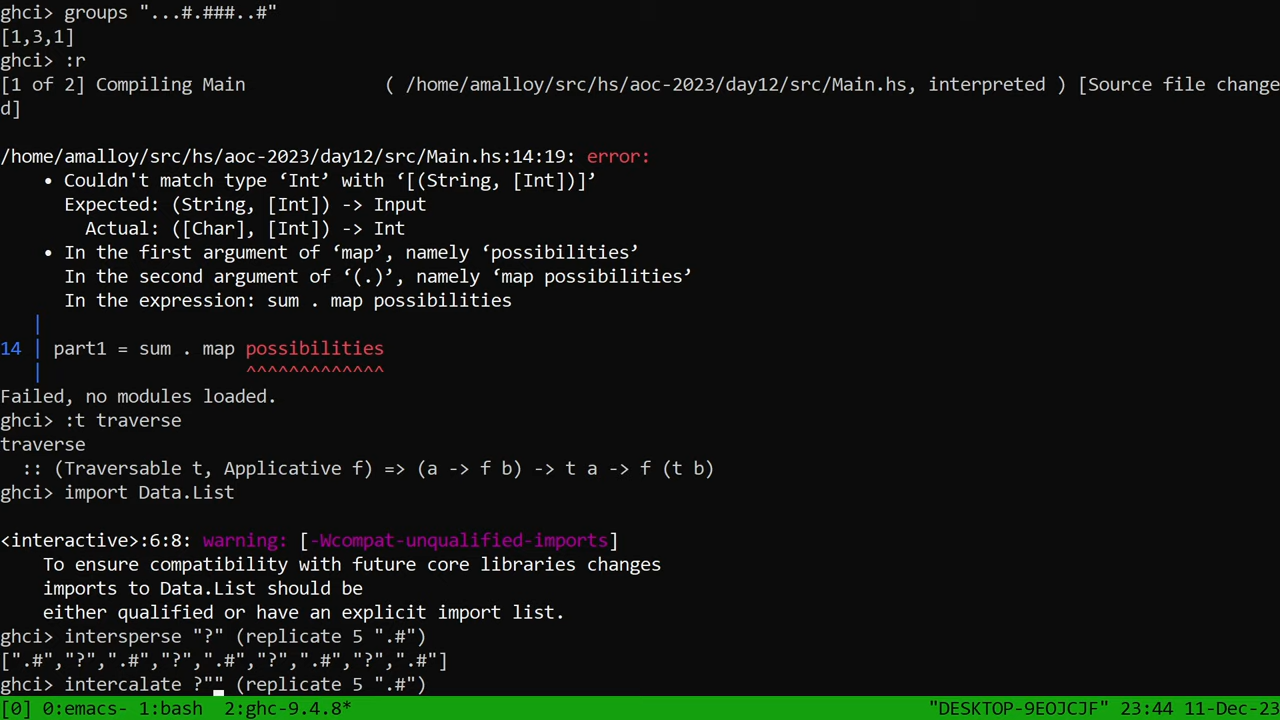 ghci> groups "...#.###..#"
[1,3,1]
ghci> :r
[1 of 2] Compiling Main             ( /home/amalloy/src/hs/aoc-2023/day12/src/Main.hs, interpreted ) [Source file change
d]
/home/amalloy/src/hs/aoc-2023/day12/src/Main.hs:14:19: error:
    • Couldn't match type ‘Int’ with ‘[(String, [Int])]’
      Expected: (String, [Int]) -> Input
        Actual: ([Char], [Int]) -> Int
    • In the first argument of ‘map’, namely ‘possibilities’
      In the second argument of ‘(.)’, namely ‘map possibilities’
      In the expression: sum . map possibilities
   |
14 | part1 = sum . map possibilities
   |                   ^^^^^^^^^^^^^
Failed, no modules loaded.
ghci> :t traverse
traverse
  :: (Traversable t, Applicative f) => (a -> f b) -> t a -> f (t b)
ghci> import Data.List
<interactive>:6:8: warning: [-Wcompat-unqualified-imports]
    To ensure compatibility with future core libraries changes
    imports to Data.List should be
    either qualified or have an explicit import list.
ghci> intersperse "?" (replicate 5 ".#")
[".#","?",".#","?",".#","?",".#","?",".#"]
ghci> intercalate ?"" (replicate 5 ".#")
[0] 0:emacs- 1:bash  2:ghc-9.4.8* "DESKTOP-9EOJCJF" 23:44 11-Dec-23